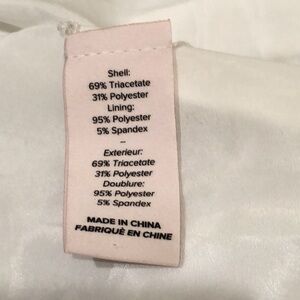 Shell:
69% Triacetate
31% Polyester
Lining:
95% Polyester
5% Spandex
--
Exterieur:
69% Triacetate
31% Polyester
Doublure:
95% Polyester
5% Spandex
MADE IN CHINA
FABRIQUÉ EN CHINE